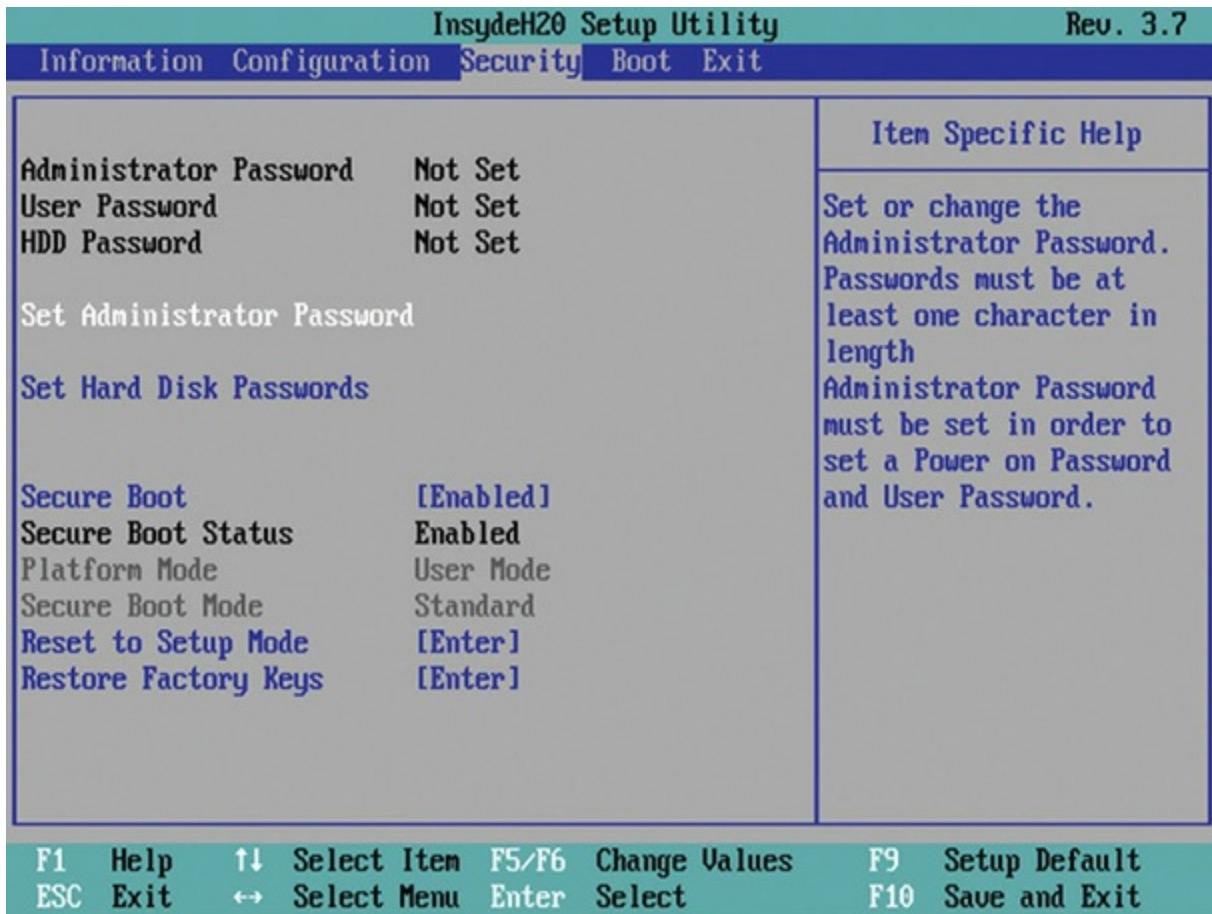 InsydeH20 Setup Utility Rev. 3.7
Information Configuration Security Boot Exit
Administrator Password Not Set
User Password Not Set
HDD Password Not Set
Set Administrator Password
Set Hard Disk Passwords
Secure Boot [Enabled]
Secure Boot Status Enabled
Platform Mode User Mode
Secure Boot Mode Standard
Reset to Setup Mode [Enter]
Restore Factory Keys [Enter]
Item Specific Help
Set or change the
Administrator Password.
Passwords must be at
least one character in
length
Administrator Password
must be set in order to
set a Power on Password
and User Password.
F1 Help ↑↓ Select Item F5/F6 Change Values F9 Setup Default
ESC Exit ↔ Select Menu Enter Select F10 Save and Exit